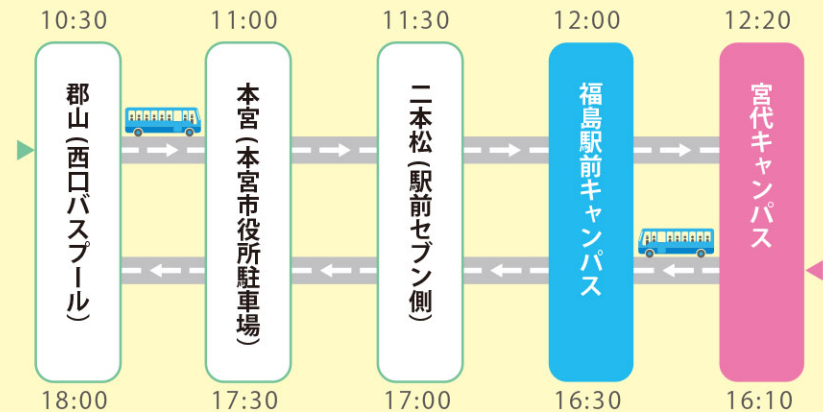 10:30
11:00
11:30
12:00
12:20
郡山(西口バスプール)
本宮(本宮市役所駐車場)
二本松(駅前セブン側)
福島駅前キャンパス
宮代キャンパス
18:00
17:30
17:00
16:30
16:10